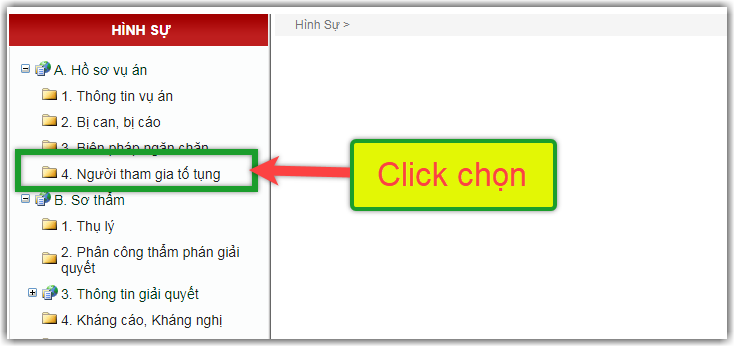 HÌNH SỰ
Hình Sự >
A. Hồ sơ vụ án
1. Thông tin vụ án
2. Bị can, bị cáo
3. Biện pháp ngăn chặn
4. Người tham gia tố tụng
Click chọn
B. Sơ thẩm
1. Thụ lý
2. Phân công thẩm phán giải
quyết
3. Thông tin giải quyết
4. Kháng cáo, Kháng nghị